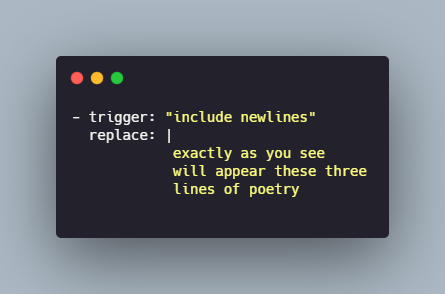 - trigger: "include newlines"
  replace: |
            exactly as you see
            will appear these three
            lines of poetry